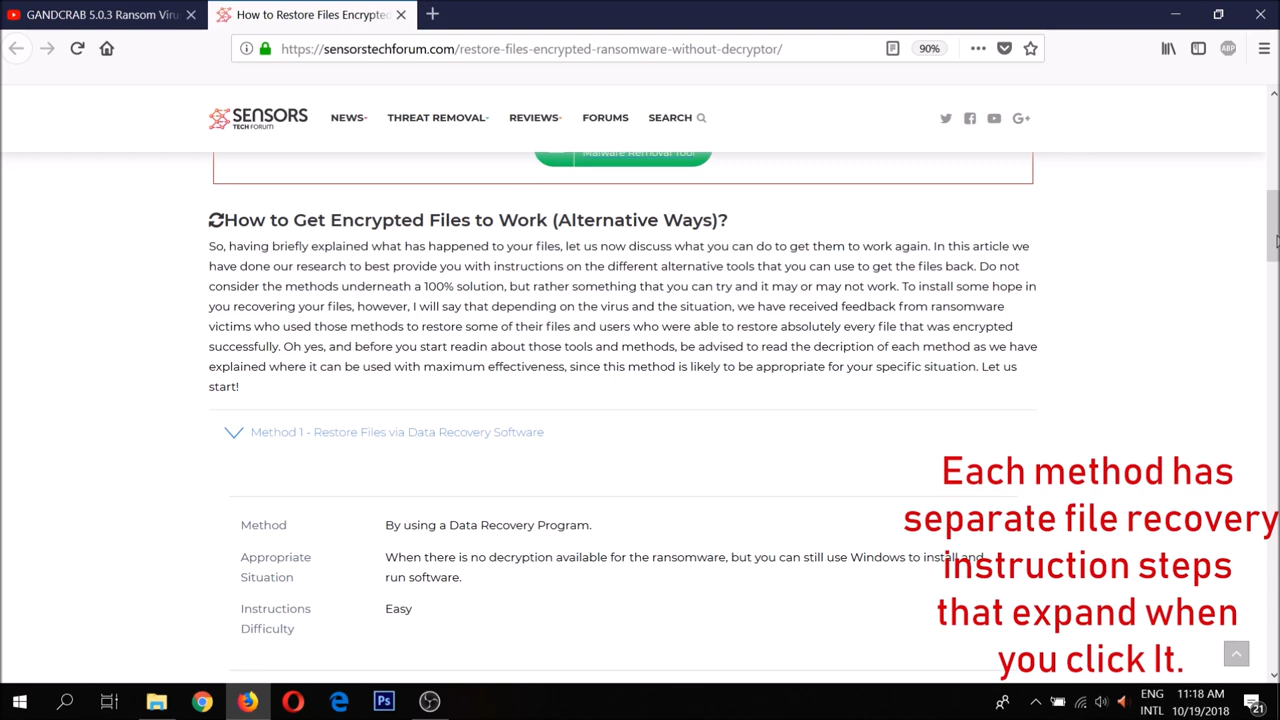 GANDCRAB 5.0.3 Ransom Viru
How to Restore Files Encrypted
https://sensorstechforum.com/restore-files-encrypted-ransomware-without-decryptor/
90%
ABP
SENSORS
TECH FORUM
NEWS
THREAT REMOVAL
REVIEWS
FORUMS
SEARCH
G+
Malware Removal Tool
How to Get Encrypted Files to Work (Alternative Ways)?
So, having briefly explained what has happened to your files, let us now discuss what you can do to get them to work again. In this article we
have done our research to best provide you with instructions on the different alternative tools that you can use to get the files back. Do not
consider the methods underneath a 100% solution, but rather something that you can try and it may or may not work. To install some hope in
you recovering your files, however, I will say that depending on the virus and the situation, we have received feedback from ransomware
victims who used those methods to restore some of their files and users who were able to restore absolutely every file that was encrypted
successfully. Oh yes, and before you start readin about those tools and methods, be advised to read the decription of each method as we have
explained where it can be used with maximum effectiveness, since this method is likely to be appropriate for your specific situation. Let us
start!
Method 1 - Restore Files via Data Recovery Software
Method
By using a Data Recovery Program.
Appropriate
Situation
When there is no decryption available for the ransomware, but you can still use Windows to install and
run software.
Instructions
Difficulty
Easy
Each method has
separate file recovery
instruction steps
that expand when
you click It.
Ps
ENG
INTL
11:18 AM
10/19/2018
21